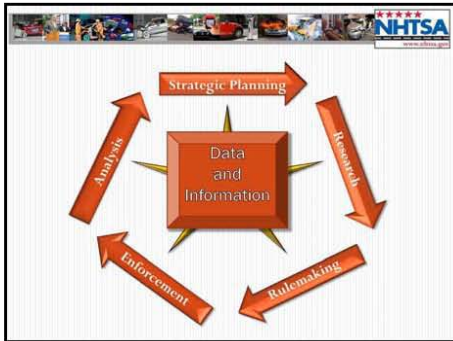 NHTSA
www.nhtsa.gov
Strategic Planning
Research
Rulemaking
Enforcement
Analysis
Data
and
Information